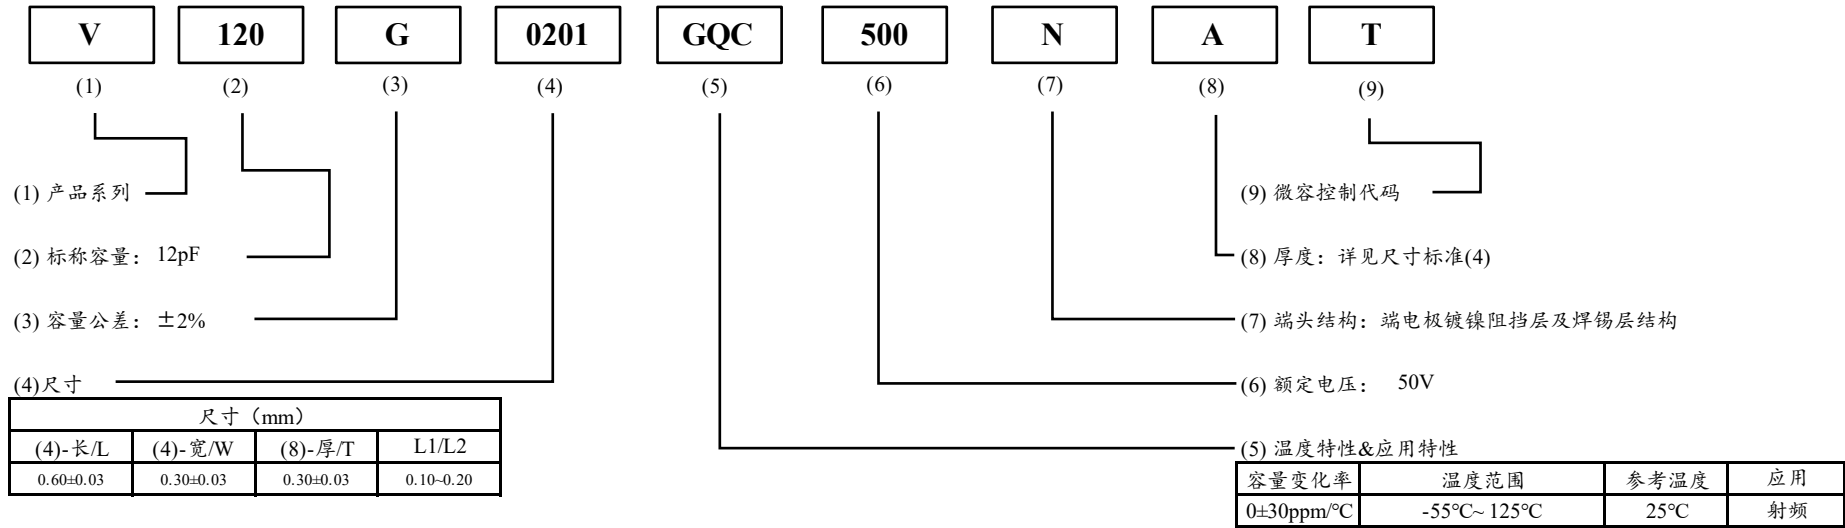 V 120 G 0201 GQC 500 N A T
(1) (2) (3) (4) (5) (6) (7) (8) (9)
(1) 产品系列
(9) 微容控制代码
(2) 标称容量： 12pF
(8) 厚度：详见尺寸标准(4)
(3) 容量公差： ±2%
(7) 端头结构：端电极镀镍阻挡层及焊锡层结构
(4)尺寸
(6) 额定电压： 50V
尺寸（mm）
(4)-长/L (4)-宽/W (8)-厚/T L1/L2
0.60±0.03 0.30±0.03 0.30±0.03 0.10~0.20
(5) 温度特性&应用特性
容量变化率 温度范围 参考温度 应用
0±30ppm/℃ -55℃~ 125℃ 25℃ 射频